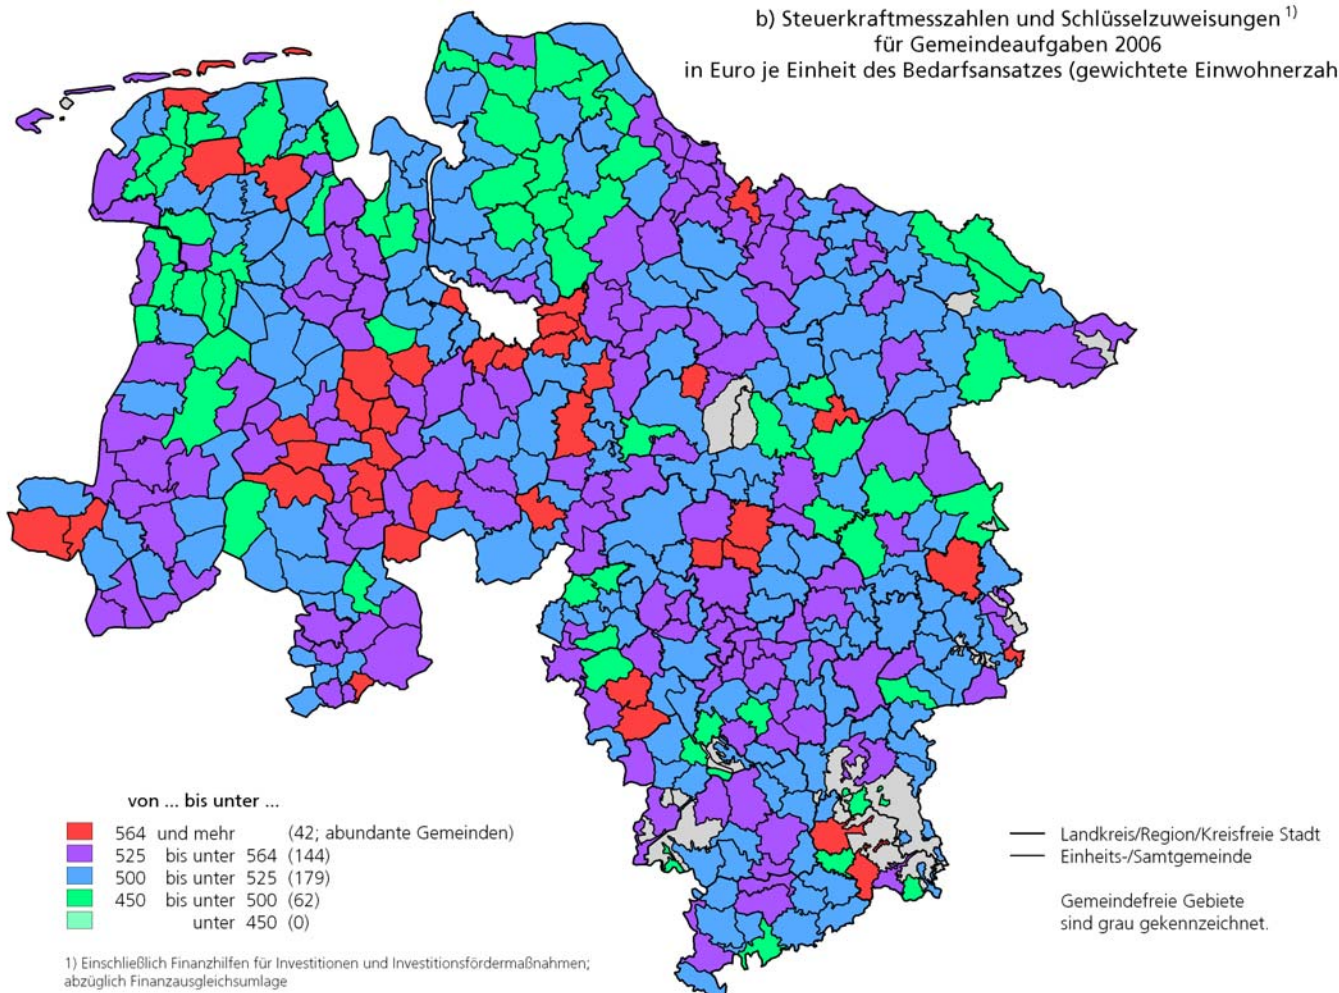 b) Steuerkraftmesszahlen und Schlüsselzuweisungen 1)
für Gemeindeaufgaben 2006
in Euro je Einheit des Bedarfsansatzes (gewichtete Einwohnerzah
von ... bis unter ...
564 und mehr (42; abundante Gemeinden)
525 bis unter 564 (144)
500 bis unter 525 (179)
450 bis unter 500 (62)
unter 450 (0)
Landkreis/Region/Kreisfreie Stadt
Einheits-/Samtgemeinde
Gemeindefreie Gebiete
sind grau gekennzeichnet.
1) Einschließlich Finanzhilfen für Investitionen und Investitionsfördermaßnahmen;
abzüglich Finanzausgleichsumlage